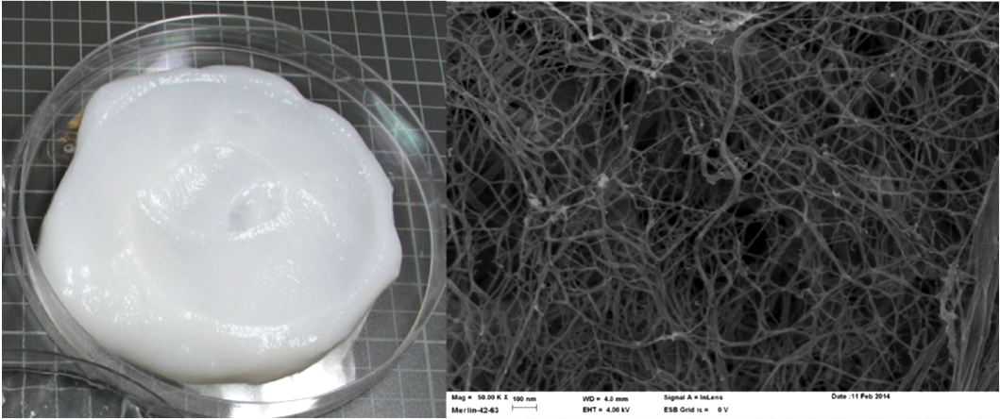 Mag = 50.00 K X 100 nm WD = 4.0 mm Signal A = InLens Date :11 Feb 2014
Merlin-42-63 EHT = 4.00 kV ESB Grid is = 0 V